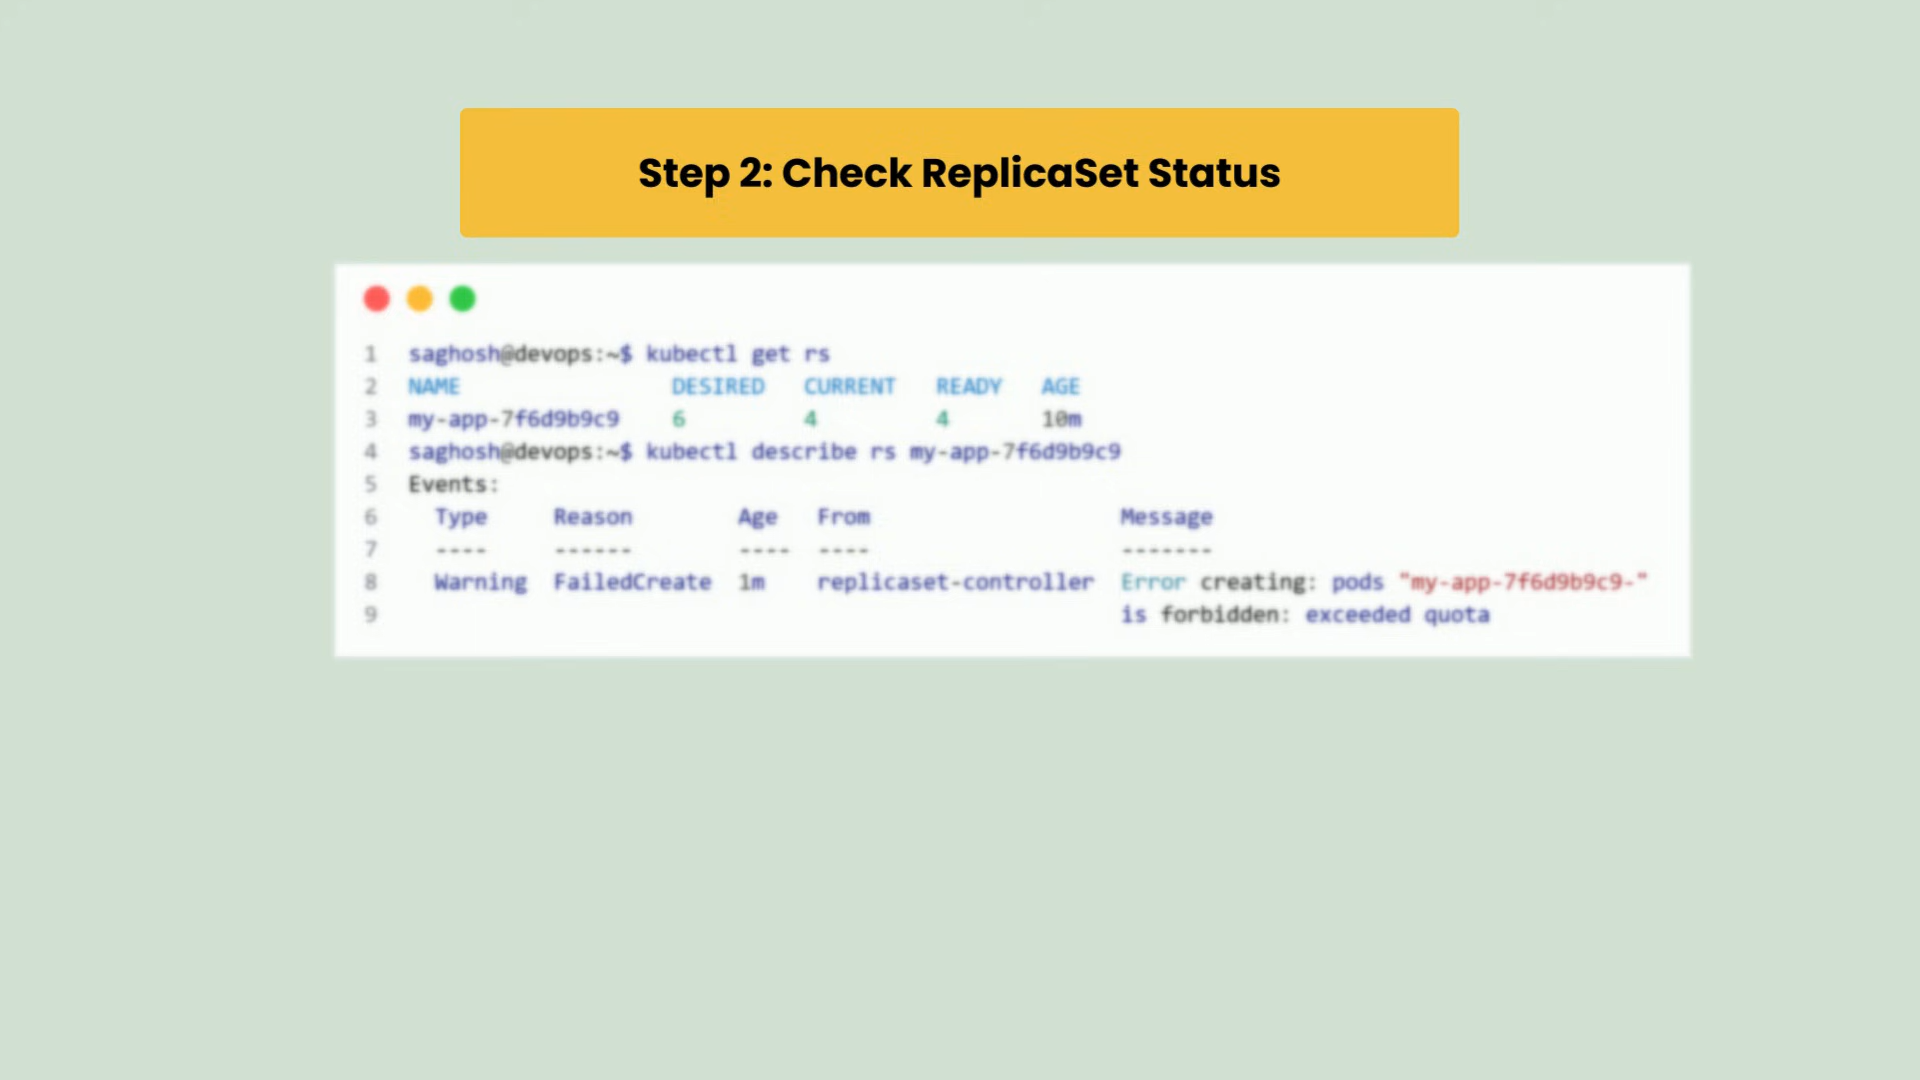 Step 2: Check ReplicaSet Status
1 saghosh@devops:~$ kubectl get rs
2 NAME DESIRED CURRENT READY AGE
3 my-app-7f6d9b9c9 6 4 4 10m
4 saghosh@devops:~$ kubectl describe rs my-app-7f6d9b9c9
5 Events:
6 Type Reason Age From Message
7 ---- ------ ---- ---- -------
8 Warning FailedCreate 1m replicaset-controller Error creating: pods "my-app-7f6d9b9c9-"
9 is forbidden: exceeded quota